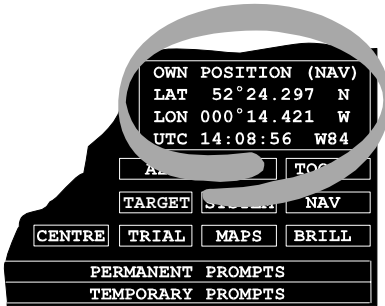 OWN POSITION (NAV)
LAT 52°24.297 N
LON 000°14.421 W
UTC 14:08:56 W84
TARGET NAV
CENTRE TRIAL MAPS BRILL
PERMANENT PROMPTS
TEMPORARY PROMPTS